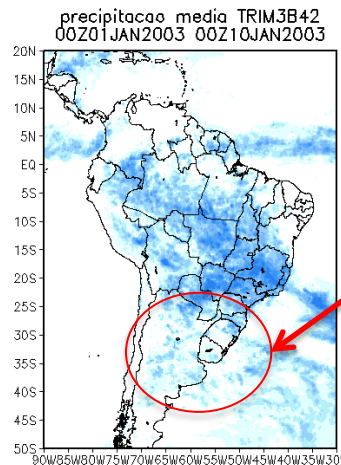 precipitacao media TRIM3B42
00Z01JAN2003 00Z10JAN2003
20N
15N
10N
5N
EQ
5S
10S
15S
20S
25S
30S
35S
40S
45S
50S
90W85W80W75W70W65W60W55W50W45W40W35W30